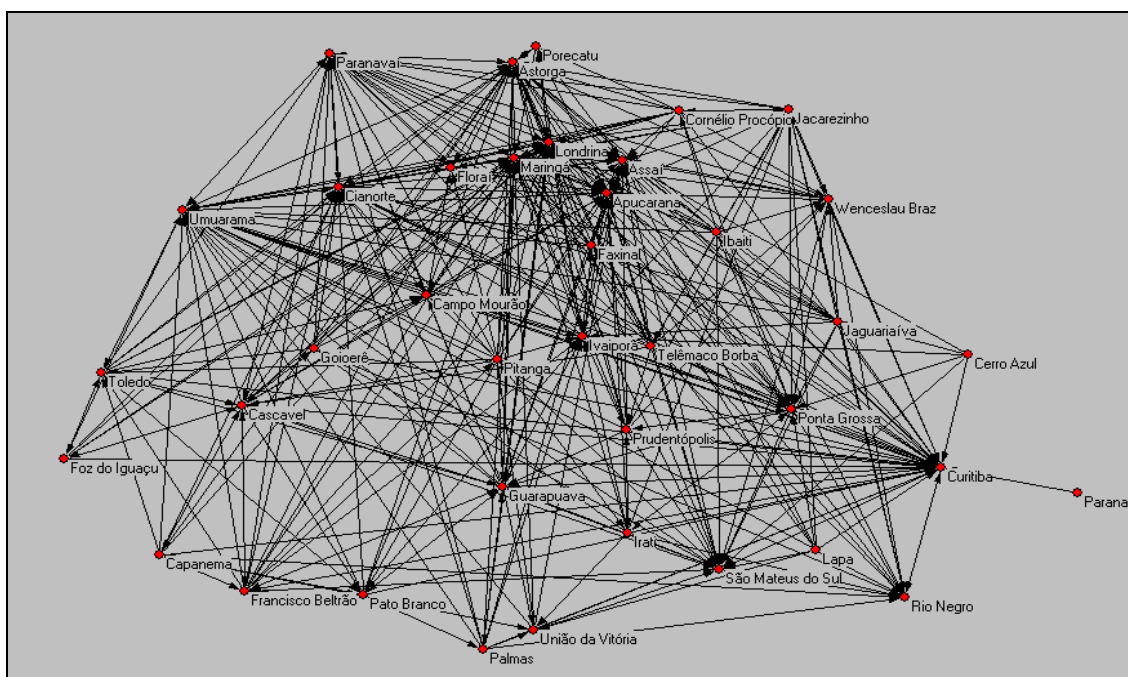 Porecatu
Paranavaí
Astorga
Cornélio Procópio
Jacarezinho
Londrina
Maringá
Assaí
Floraí
Cianorte
Apucarana
Wenceslau Braz
Umuarama
Ibaiti
Faxinal
Campo Mourão
Jaguariaíva
Ivaiporã
Telêmaco Borba
Goioerê
Pitanga
Cerro Azul
Toledo
Cascavel
Ponta Grossa
Prudentópolis
Foz do Iguaçu
Curitiba
Guarapuava
Parana
Irati
Lapa
Capanema
São Mateus do Sul
Francisco Beltrão
Pato Branco
Rio Negro
União da Vitória
Palmas